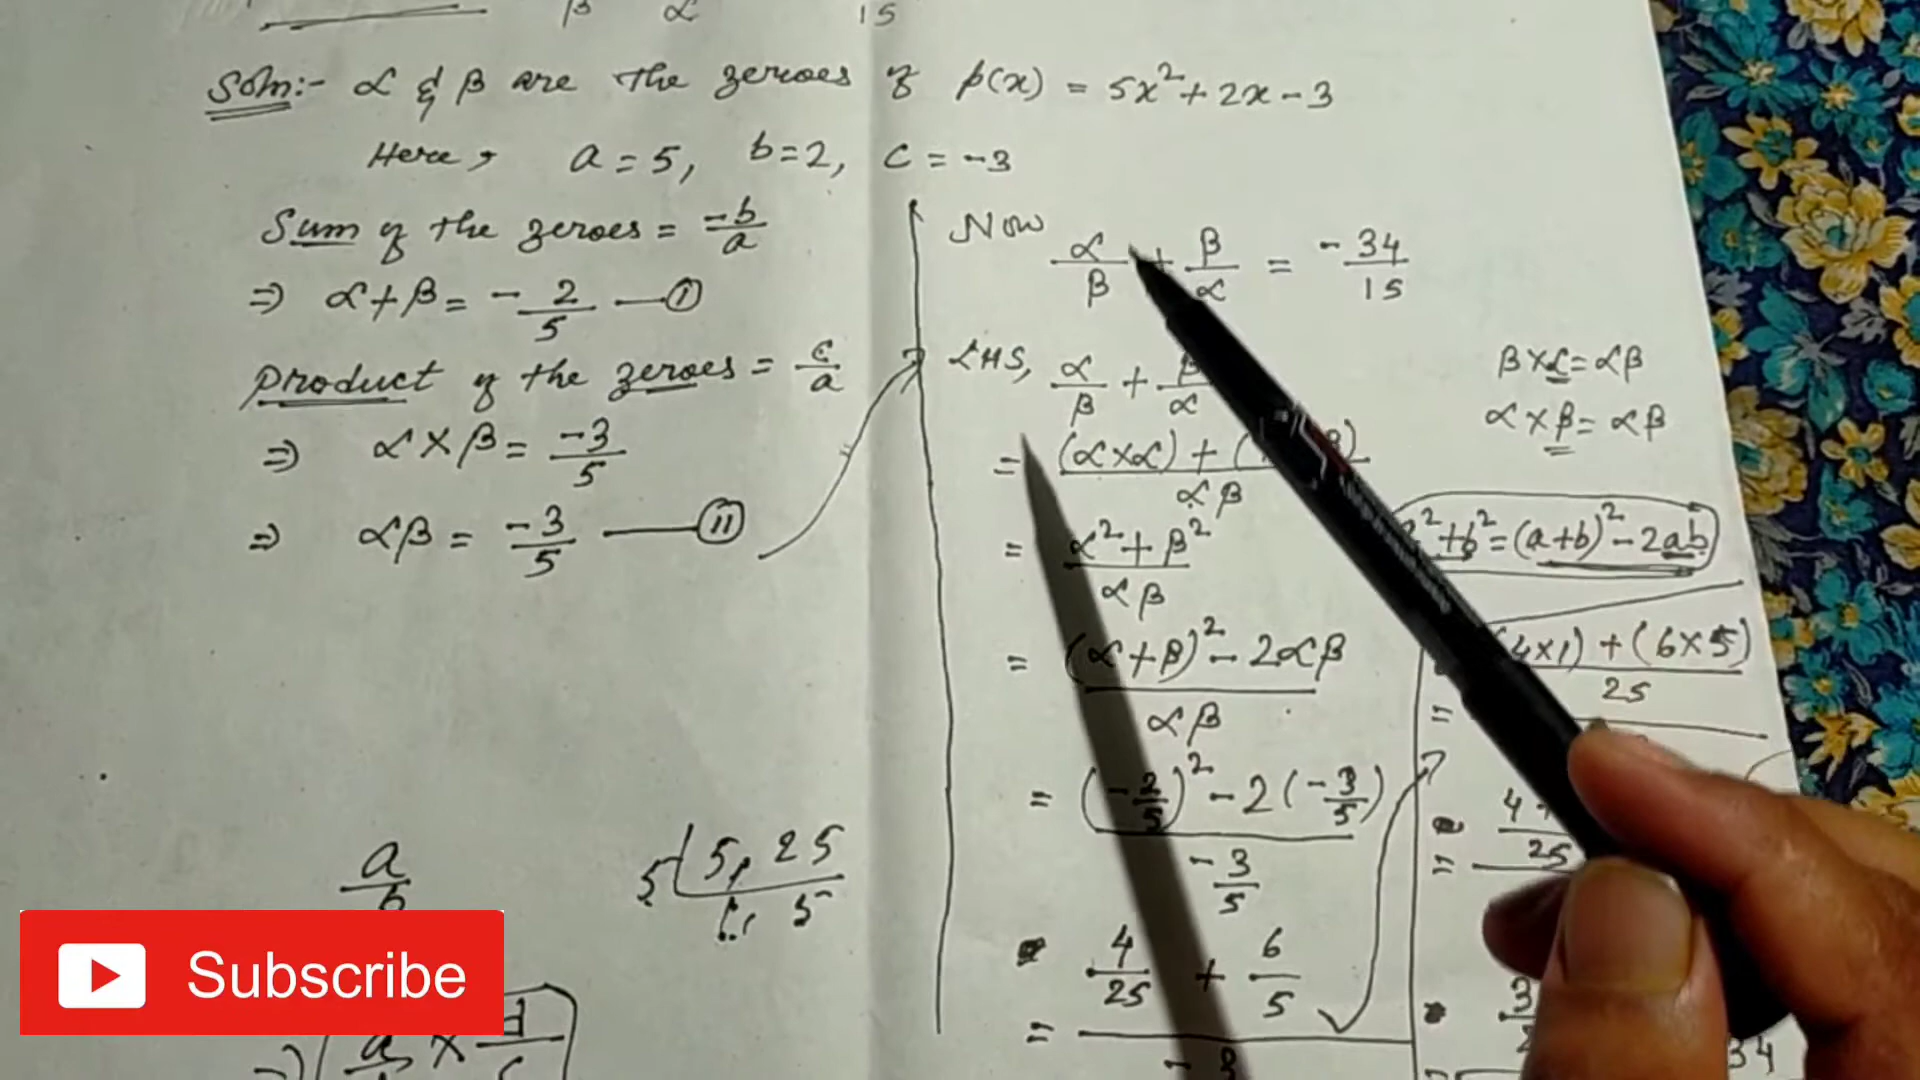 β α 15
Soln:- α & β are the zeroes of p(x) = 5x²+2x-3
Here, a=5, b=2, c=-3
Sum of the zeroes = -b/a
⇒ α+β = -2/5 —(I)
Product of the zeroes = c/a
⇒ α×β = -3/5
⇒ αβ = -3/5 —(II)
a/b
5 | 5, 25
5
Now
α/β + β/α = -34/15
LHS, α/β + β/α
= (α×α) + ( β)/αβ
= α²+β²/αβ
= (α+β)²-2αβ/αβ
= (-2/5)²-2(-3/5)/-3/5
= 4/25 + 6/5
-3
β×α=αβ
α×β=αβ
²+b²=(a+b)²-2ab
(4×1)+(6×5)/25
=
= 4/25
34
Subscribe